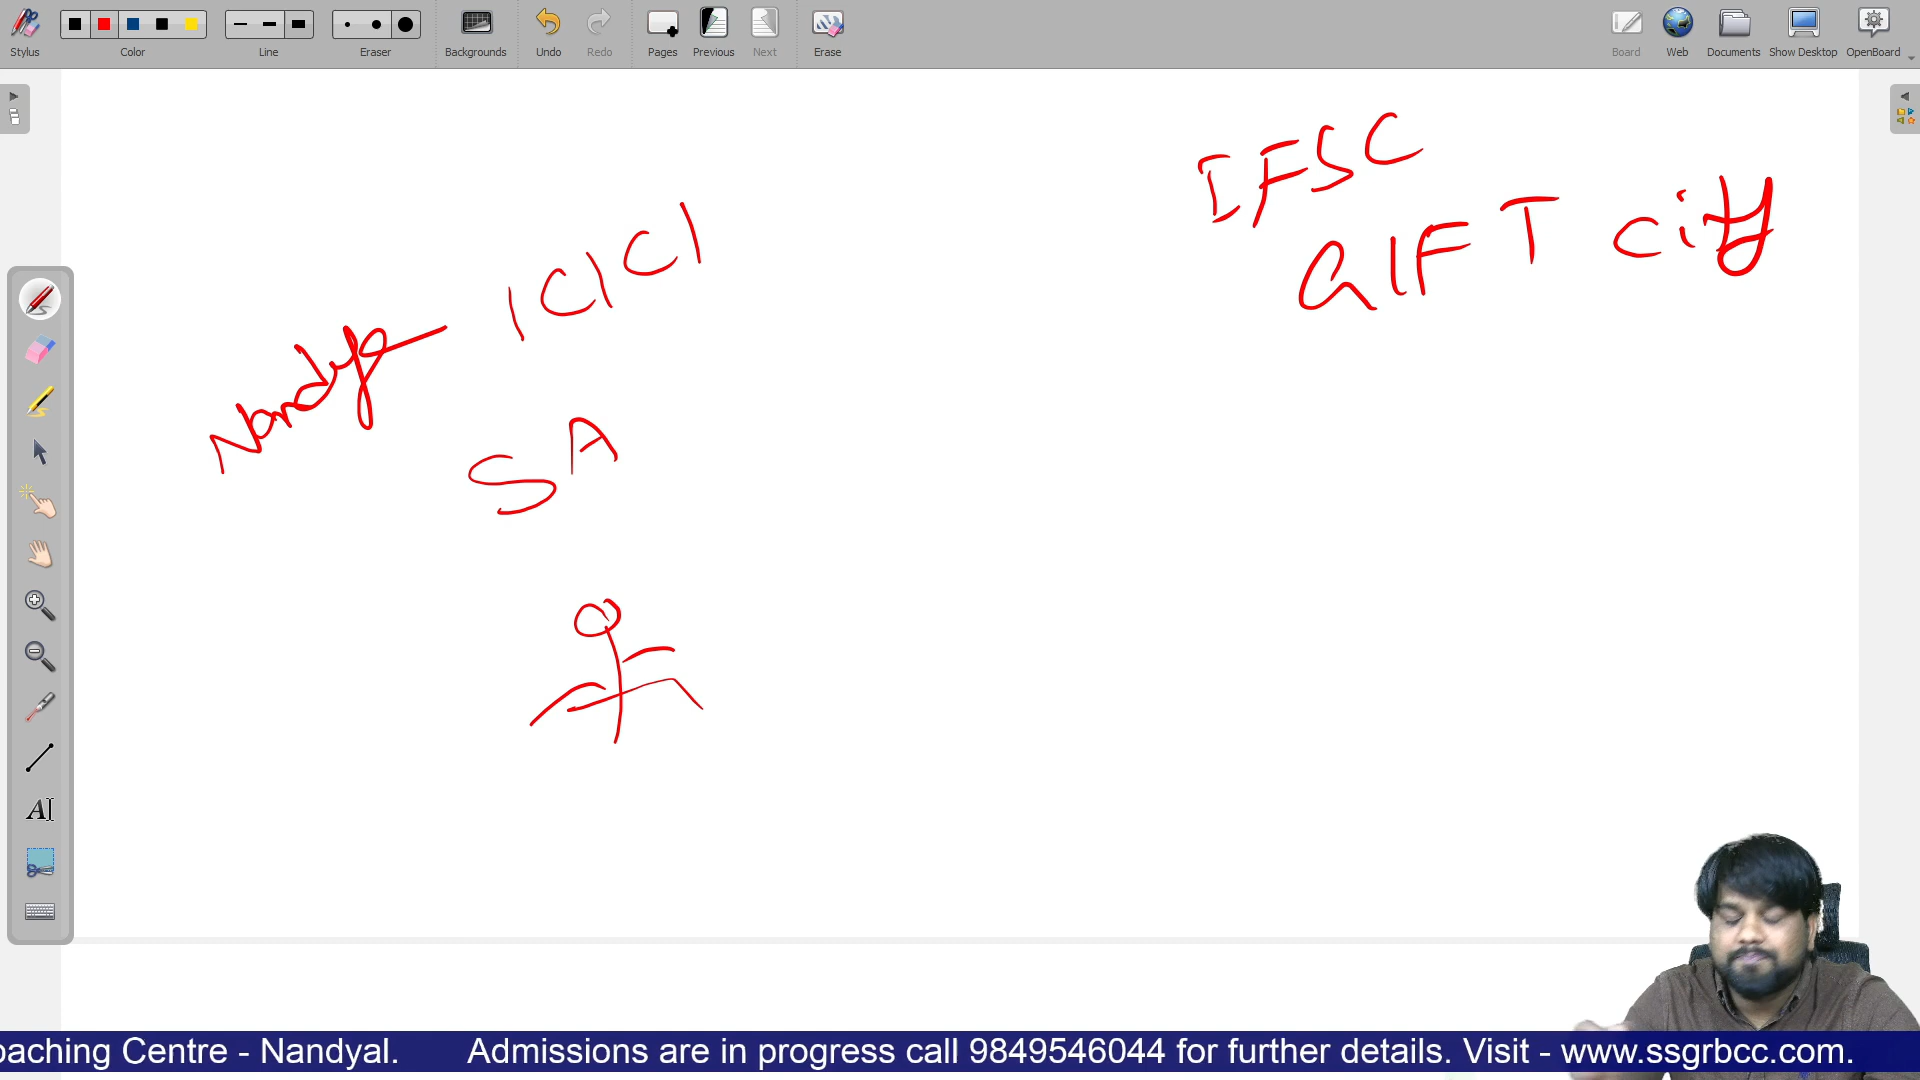 Stylus
Color
Line
Eraser
Backgrounds
Undo
Redo
Pages
Previous
Next
Erase
Board
Web
Documents
Show Desktop
OpenBoard
IFSC
GIFT city
ICICI
SA
oaching Centre - Nandyal. Admissions are in progress call 9849546044 for further details. Visit - www.ssgrbcc.com.